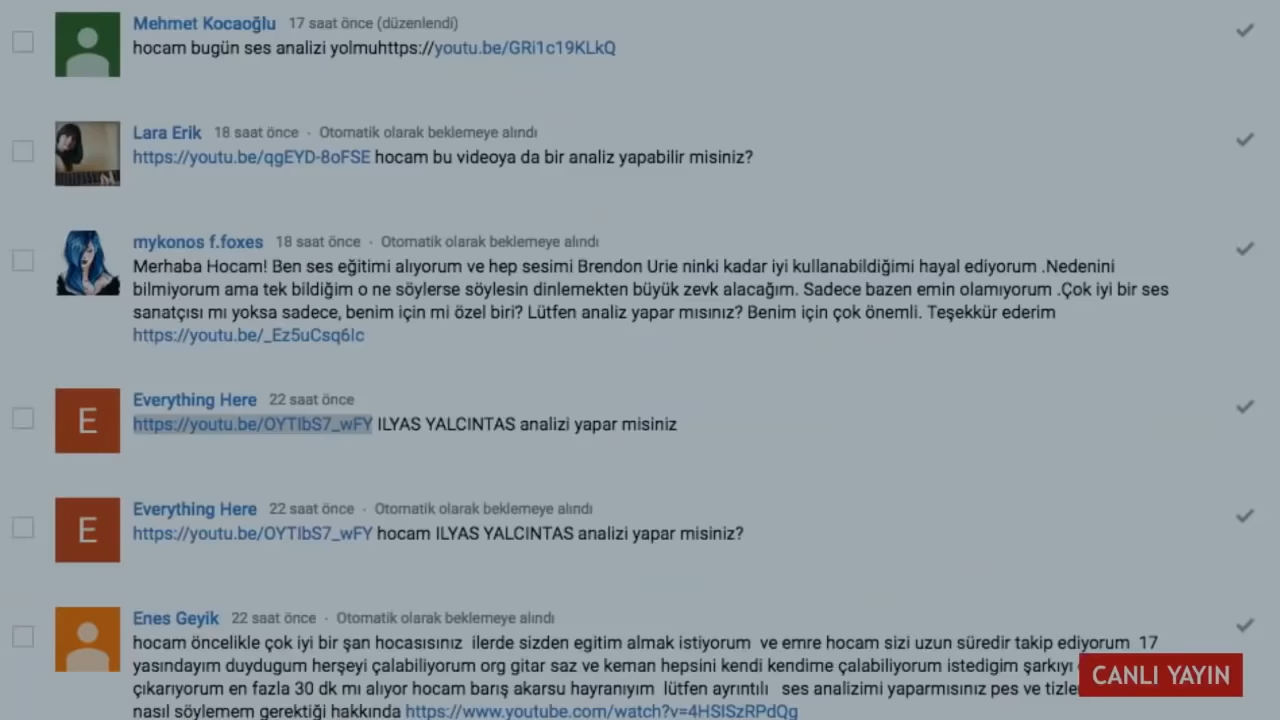 Mehmet Kocaoğlu 17 saat önce (düzenlendi)
hocam bugün ses analizi yolmuhttps://youtu.be/GRi1c19KLkQ
Lara Erik 18 saat önce · Otomatik olarak beklemeye alındı
https://youtu.be/qgEYD-8oFSE hocam bu videoya da bir analiz yapabilir misiniz?
mykonos f.foxes 18 saat önce · Otomatik olarak beklemeye alındı
Merhaba Hocam! Ben ses eğitimi alıyorum ve hep sesimi Brendon Urie ninki kadar iyi kullanabildiğimi hayal ediyorum .Nedenini
bilmiyorum ama tek bildiğim o ne söylerse söylesin dinlemekten büyük zevk alacağım. Sadece bazen emin olamıyorum .Çok iyi bir ses
sanatçısı mı yoksa sadece, benim için mi özel biri? Lütfen analiz yapar mısınız? Benim için çok önemli. Teşekkür ederim
https://youtu.be/_Ez5uCsq6lc
E
Everything Here 22 saat önce
https://youtu.be/OYTIbS7_wFY ILYAS YALCINTAS analizi yapar misiniz
E
Everything Here 22 saat önce · Otomatik olarak beklemeye alındı
https://youtu.be/OYTIbS7_wFY hocam ILYAS YALCINTAS analizi yapar misiniz?
Enes Geyik 22 saat önce · Otomatik olarak beklemeye alındı
hocam öncelikle çok iyi bir şan hocasısınız ilerde sizden egitim almak istiyorum ve emre hocam sizi uzun süredir takip ediyorum 17
yasındayım duydugum herşeyi çalabiliyorum org gitar saz ve keman hepsini kendi kendime çalabiliyorum istedigim şarkıyı
çıkarıyorum en fazla 30 dk mı alıyor hocam barış akarsu hayranıyım lütfen ayrıntılı ses analizimi yaparmısınız pes ve
nasıl söylemem gerektiği hakkında https://www.youtube.com/watch?v=4HSISzRPdQg
CANLI YAYIN